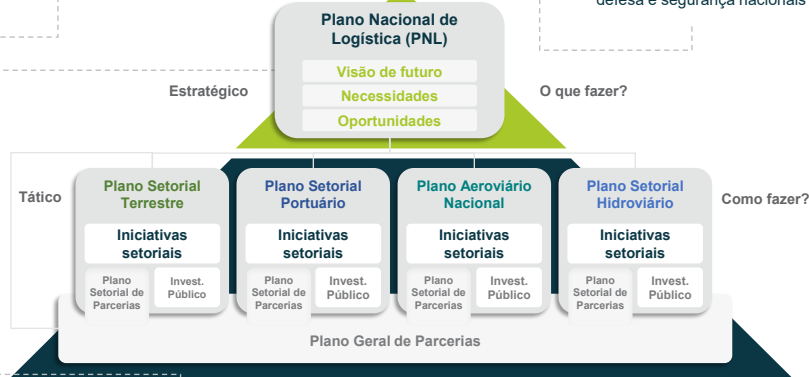 defesa e segurança nacionais
Plano Nacional de
Logística (PNL)
Visão de futuro
Necessidades
Oportunidades
Estratégico
O que fazer?
Tático
Plano Setorial
Terrestre
Iniciativas
setoriais
Plano
Setorial de
Parcerias
Invest.
Público
Plano Setorial
Portuário
Iniciativas
setoriais
Plano
Setorial de
Parcerias
Invest.
Público
Plano Aeroviário
Nacional
Iniciativas
setoriais
Plano
Setorial de
Parcerias
Invest.
Público
Plano Setorial
Hidroviário
Iniciativas
setoriais
Plano
Setorial de
Parcerias
Invest.
Público
Como fazer?
Plano Geral de Parcerias